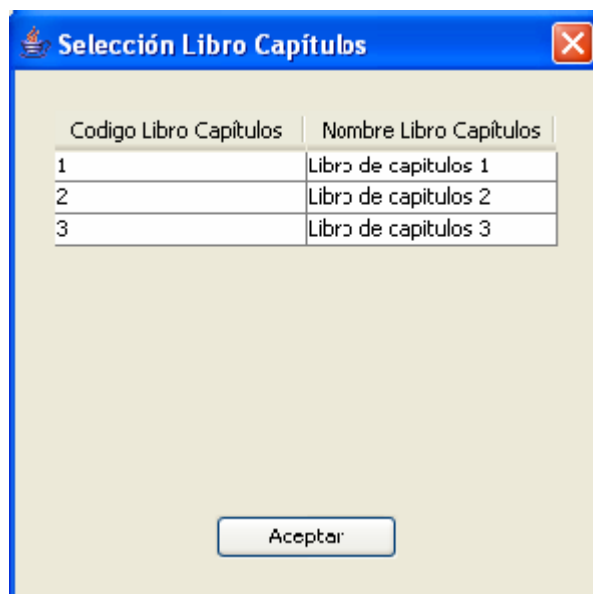 Selección Libro Capítulos
Codigo Libro Capítulos Nombre Libro Capítulos
1 Libro de capitulos 1
2 Libro de capitulos 2
3 Libro de capitulos 3
Aceptar